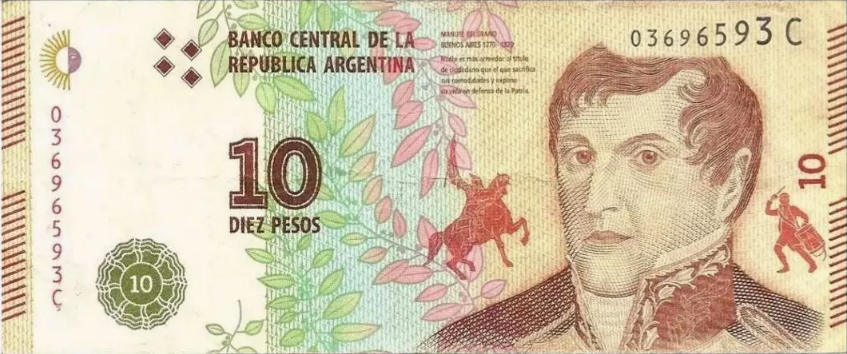 BANCO CENTRAL DE LA
REPÚBLICA ARGENTINA
MANUEL BELGRANO
BUENOS AIRES 1770 - 1820
Nadie es más acreedor al título
de ciudadano que el que sacrifica
sus comodidades y expone
su vida en defensa de la Patria.
03696593 C
03696593 C
10
DIEZ PESOS
10
10